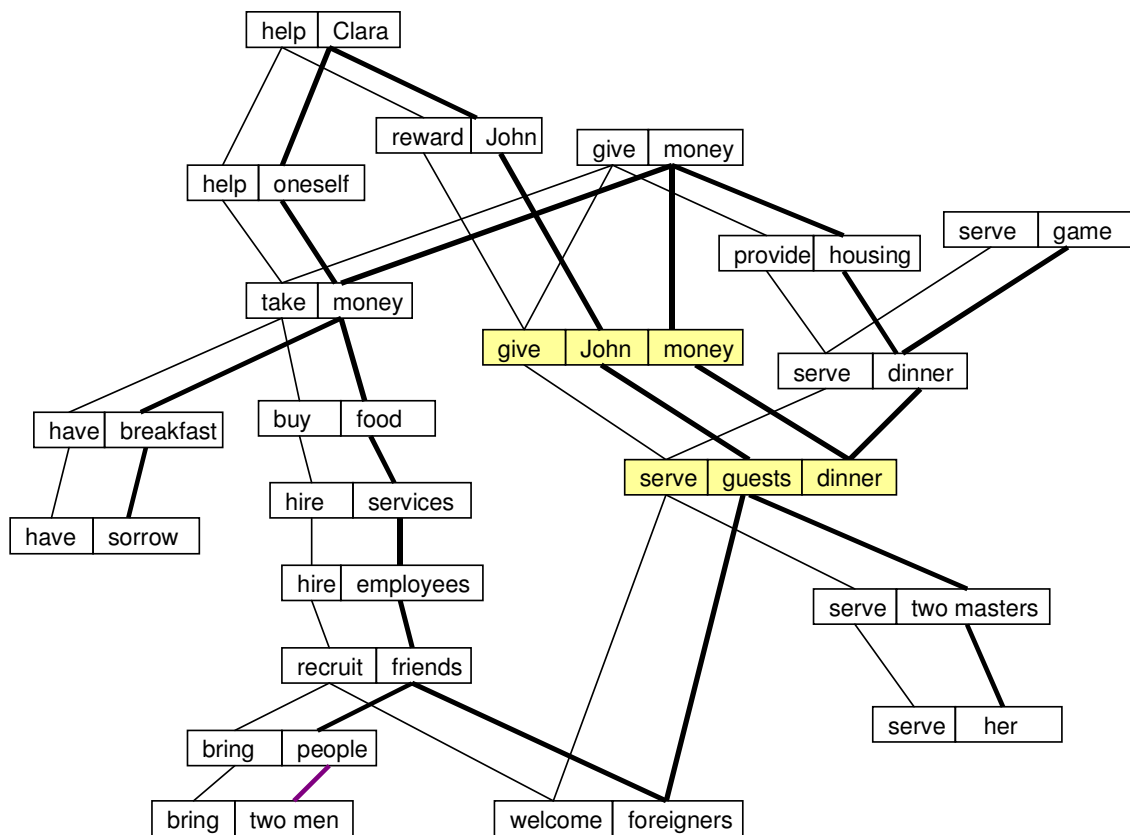 help Clara
reward John
give money
help oneself
serve game
provide housing
take money
give John money
serve dinner
have breakfast
buy food
serve guests dinner
hire services
have sorrow
hire employees
serve two masters
recruit friends
serve her
bring people
bring two men
welcome foreigners